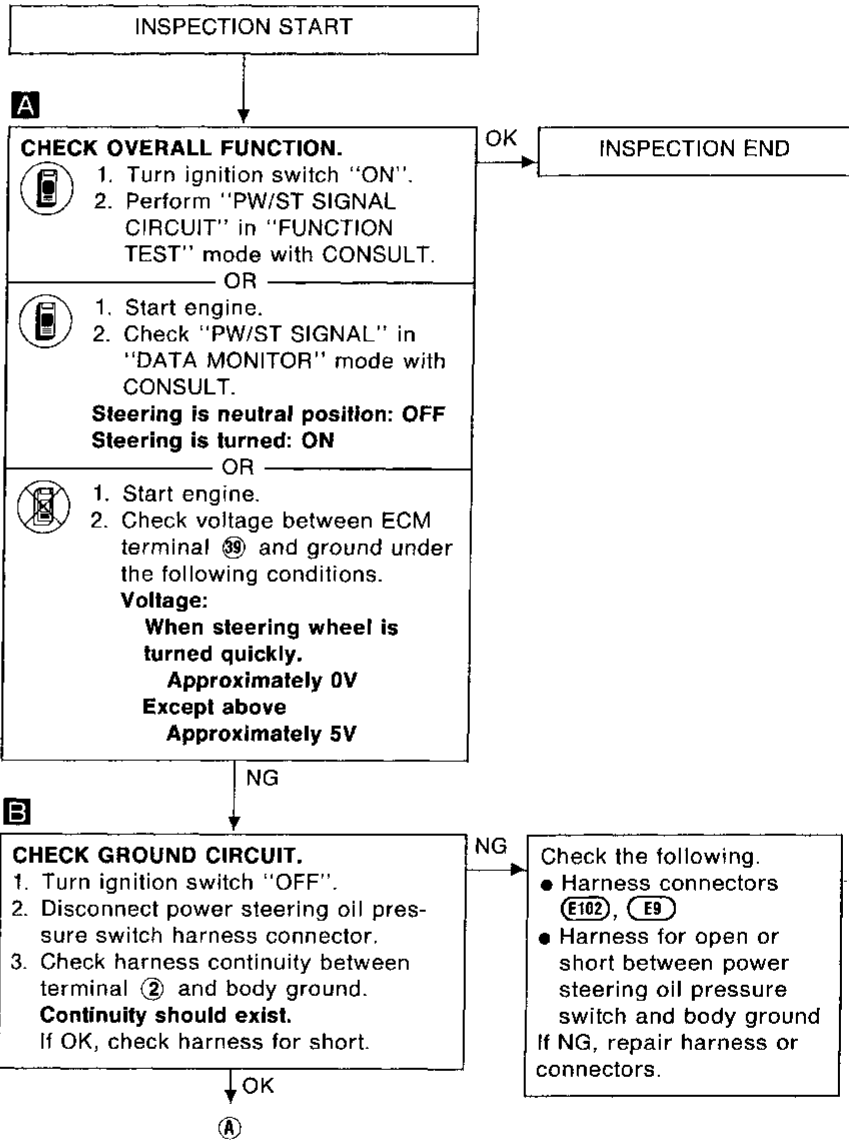 INSPECTION START
A
CHECK OVERALL FUNCTION.
1. Turn ignition switch "ON".
2. Perform "PW/ST SIGNAL
CIRCUIT" in "FUNCTION
TEST" mode with CONSULT.
OR
1. Start engine.
2. Check "PW/ST SIGNAL" in
"DATA MONITOR" mode with
CONSULT.
Steering is neutral position: OFF
Steering is turned: ON
OR
1. Start engine.
2. Check voltage between ECM
terminal 39 and ground under
the following conditions.
Voltage:
When steering wheel is
turned quickly.
Approximately 0V
Except above
Approximately 5V
OK
INSPECTION END
NG
B
CHECK GROUND CIRCUIT.
1. Turn ignition switch "OFF".
2. Disconnect power steering oil pres-
sure switch harness connector.
3. Check harness continuity between
terminal 2 and body ground.
Continuity should exist.
If OK, check harness for short.
NG
Check the following.
● Harness connectors
E102, E9
● Harness for open or
short between power
steering oil pressure
switch and body ground
If NG, repair harness or
connectors.
OK
A